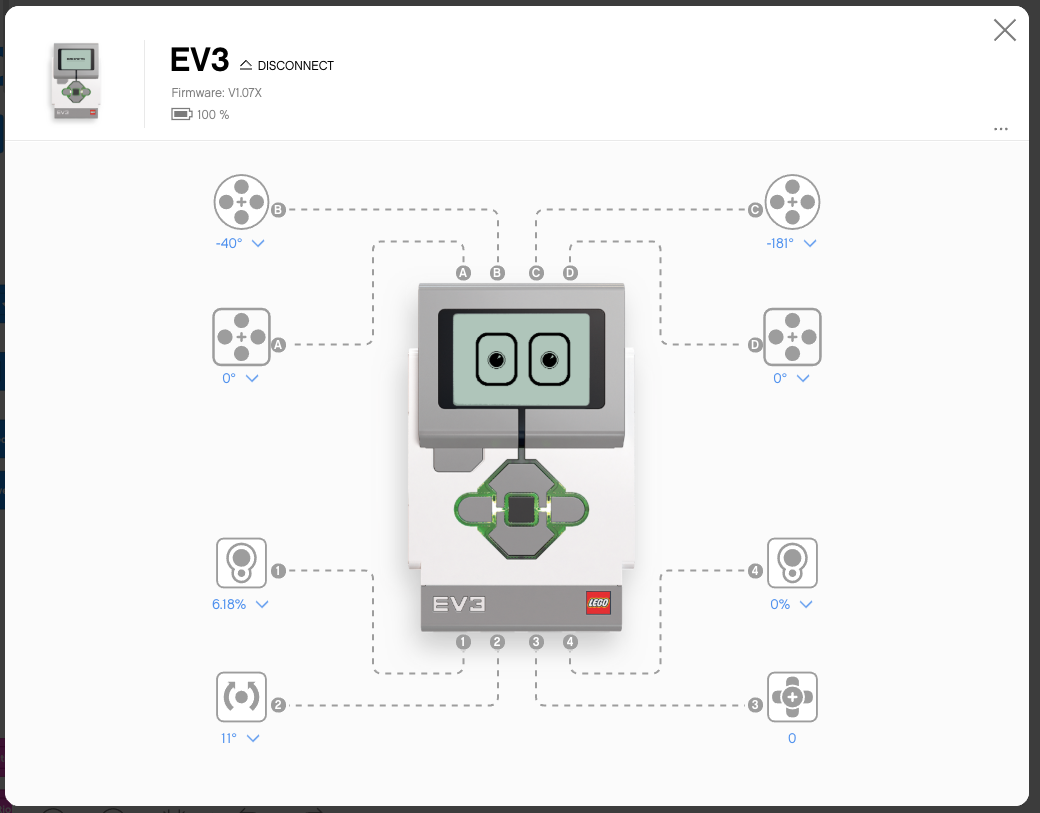 EV3 DISCONNECT
Firmware: V1.07X
100 %
...
B
C
-40°
-181°
A B C D
A
D
0°
0°
1
4
6.18%
0%
EV3 LEGO
1 2 3 4
2
3
11°
0